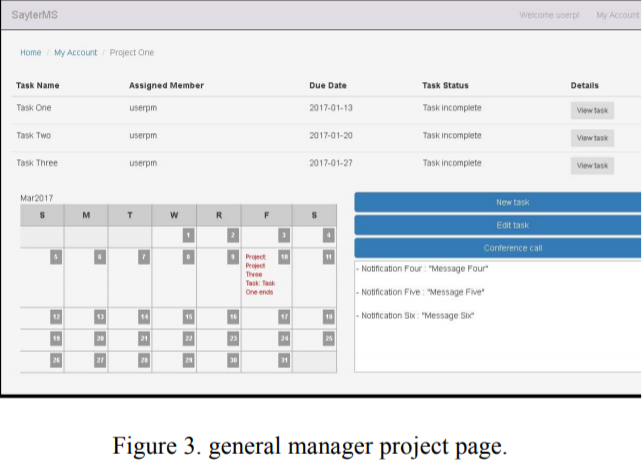 SayterMS Welcome userpl My Account
Home / My Account / Project One
Task Name Assigned Member Due Date Task Status Details
Task One userpm 2017-01-13 Task incomplete View task
Task Two userpm 2017-01-20 Task incomplete View task
Task Three userpm 2017-01-27 Task incomplete View task
Mar2017
S M T W R F S
1 2 3 4
5 6 7 8 9 10 11
Project:
Project
Three
Task: Task
One ends
12 13 14 15 16 17 18
19 20 21 22 23 24 25
26 27 28 29 30 31
New task
Edit task
Conference call
- Notification Four : "Message Four"
- Notification Five : "Message Five"
- Notification Six : "Message Six"
Figure 3. general manager project page.